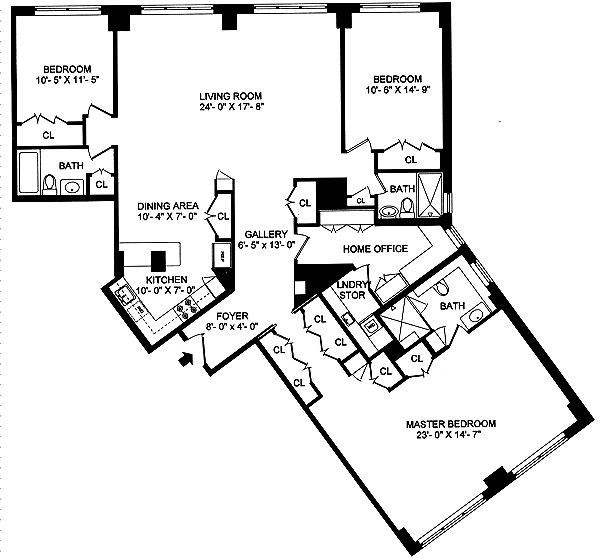 BEDROOM
10'- 5" X 11'- 5"
LIVING ROOM
24'- 0" X 17'- 8"
BEDROOM
10'- 6" X 14'- 9"
CL
CL
BATH
CL
BATH
CL
DINING AREA
10'- 4" X 7'- 0"
CL
CL
GALLERY
6'- 5" X 13'- 0"
HOME OFFICE
KITCHEN
10'- 0" X 7'- 0"
LNDRY
STOR
BATH
FOYER
8'- 0" x 4'- 0"
CL
CL
CL
CL
CL
CL
MASTER BEDROOM
23'- 0" X 14'- 7"